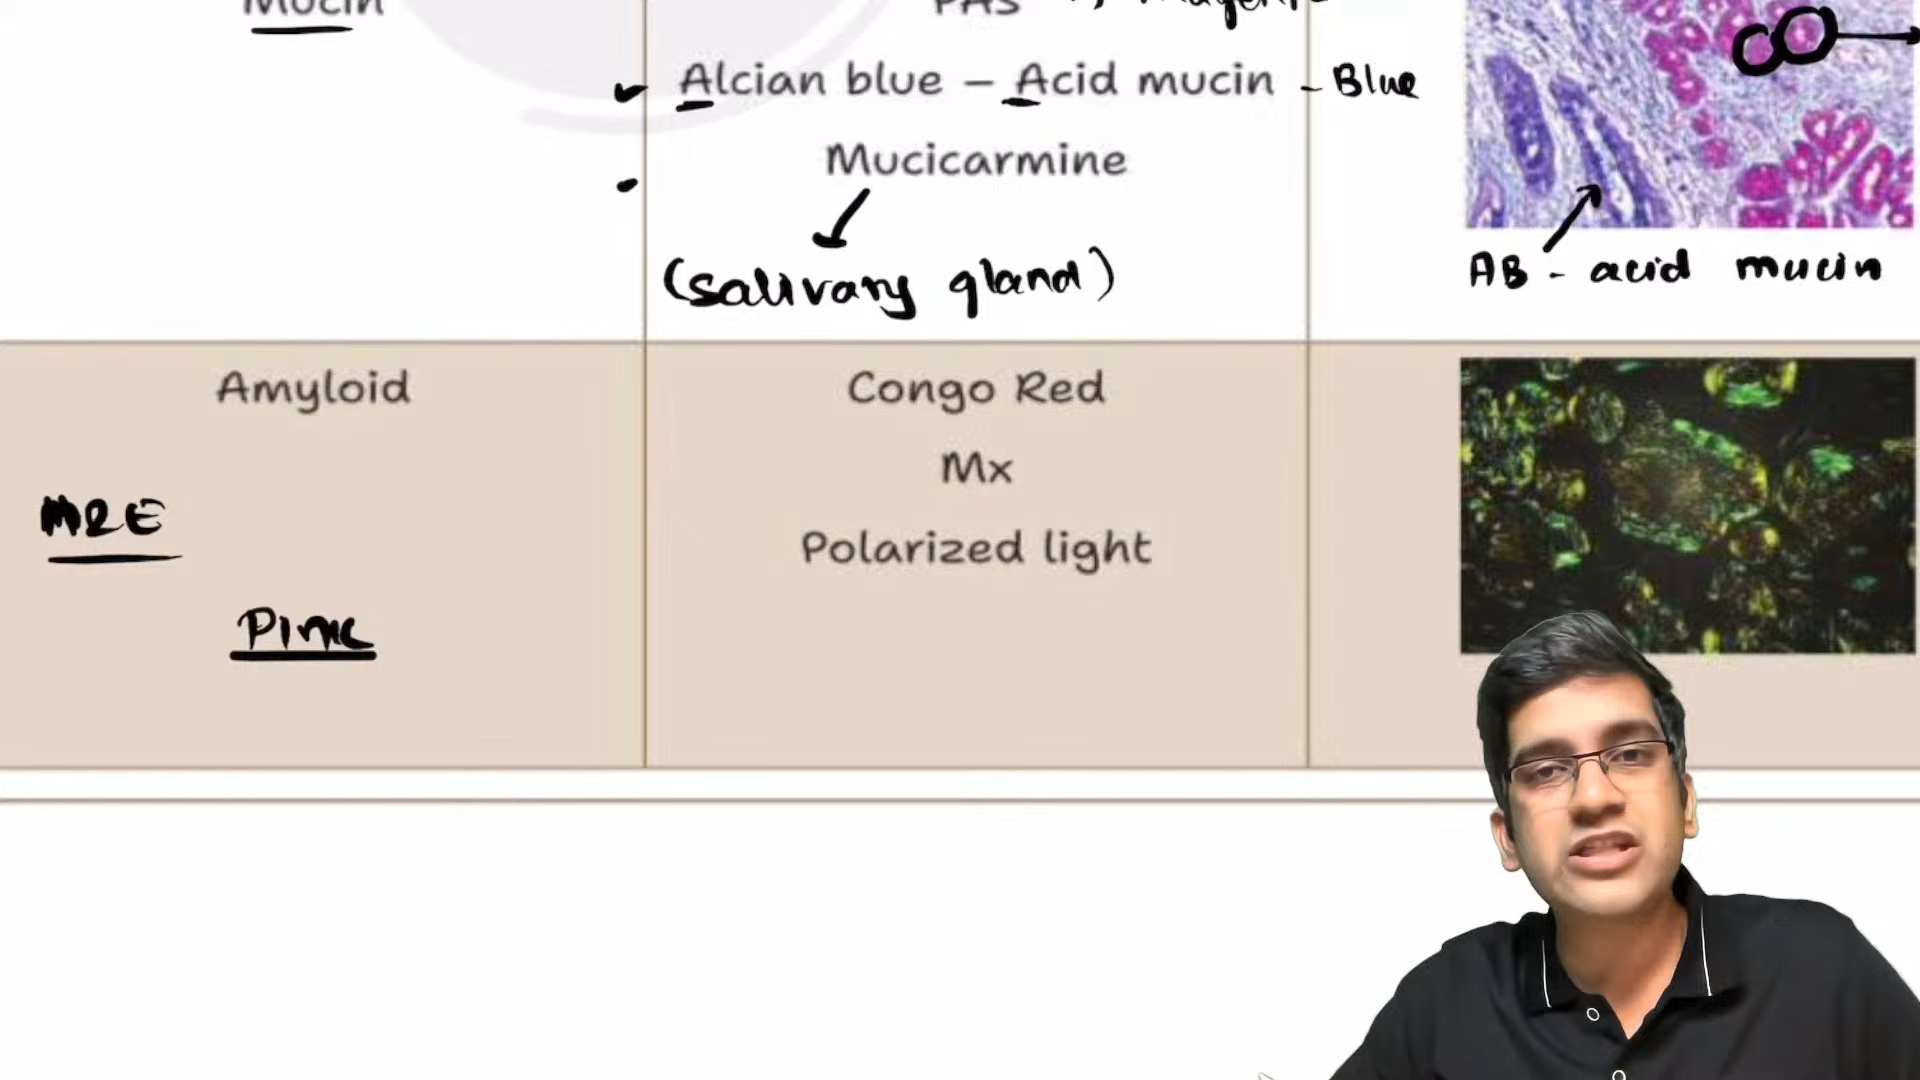 Mucin
PAS
Alcian blue – Acid mucin - Blue
Mucicarmine
(salivary gland)
AB - acid mucin
Amyloid
Congo Red
Mx
Polarized light
Pink